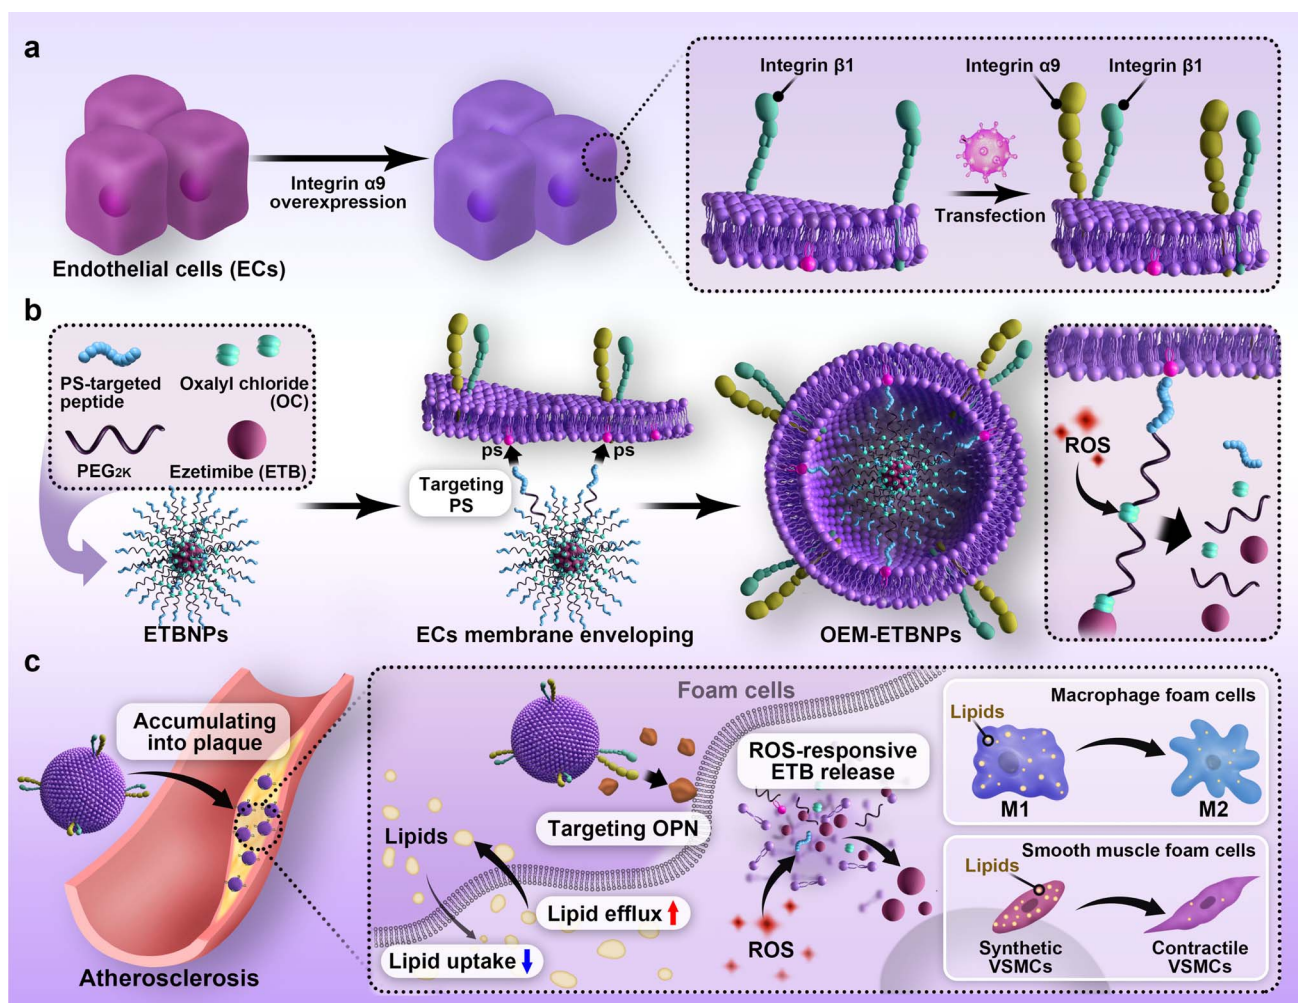 a
Integrin β1
Integrin α9
Integrin β1
Integrin α9
overexpression
Transfection
Endothelial cells (ECs)
b
PS-targeted
peptide
Oxalyl chloride
(OC)
PEG2K
Ezetimibe (ETB)
ps
ps
Targeting
PS
ROS
ETBNPs
ECs membrane enveloping
OEM-ETBNPs
c
Accumulating
into plaque
Atherosclerosis
Foam cells
Targeting OPN
Lipids
Lipid efflux
Lipid uptake
ROS-responsive
ETB release
ROS
Macrophage foam cells
Lipids
M1
M2
Smooth muscle foam cells
Lipids
Synthetic
VSMCs
Contractile
VSMCs